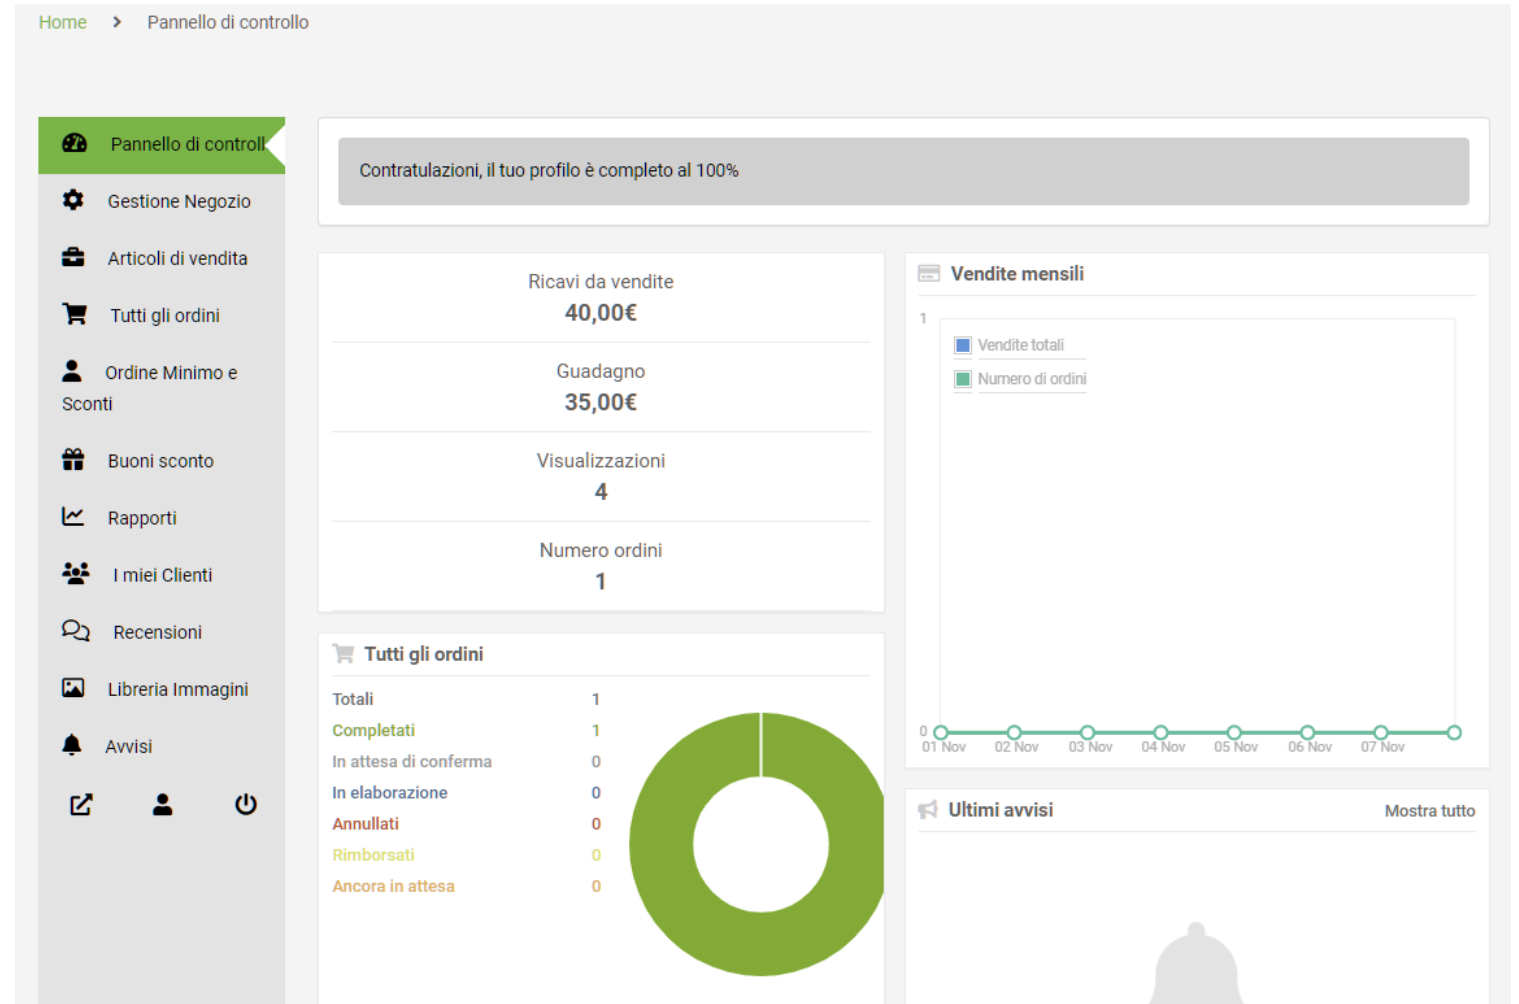 Home > Pannello di controllo
Pannello di controll
Gestione Negozio
Articoli di vendita
Tutti gli ordini
Ordine Minimo e
Sconti
Buoni sconto
Rapporti
I miei Clienti
Recensioni
Libreria Immagini
Avvisi
Contratulazioni, il tuo profilo è completo al 100%
Ricavi da vendite
40,00€
Guadagno
35,00€
Visualizzazioni
4
Numero ordini
1
Tutti gli ordini
Totali 1
Completati 1
In attesa di conferma 0
In elaborazione 0
Annullati 0
Rimborsati 0
Ancora in attesa 0
Vendite mensili
1
Vendite totali
Numero di ordini
0
01 Nov 02 Nov 03 Nov 04 Nov 05 Nov 06 Nov 07 Nov
Ultimi avvisi Mostra tutto